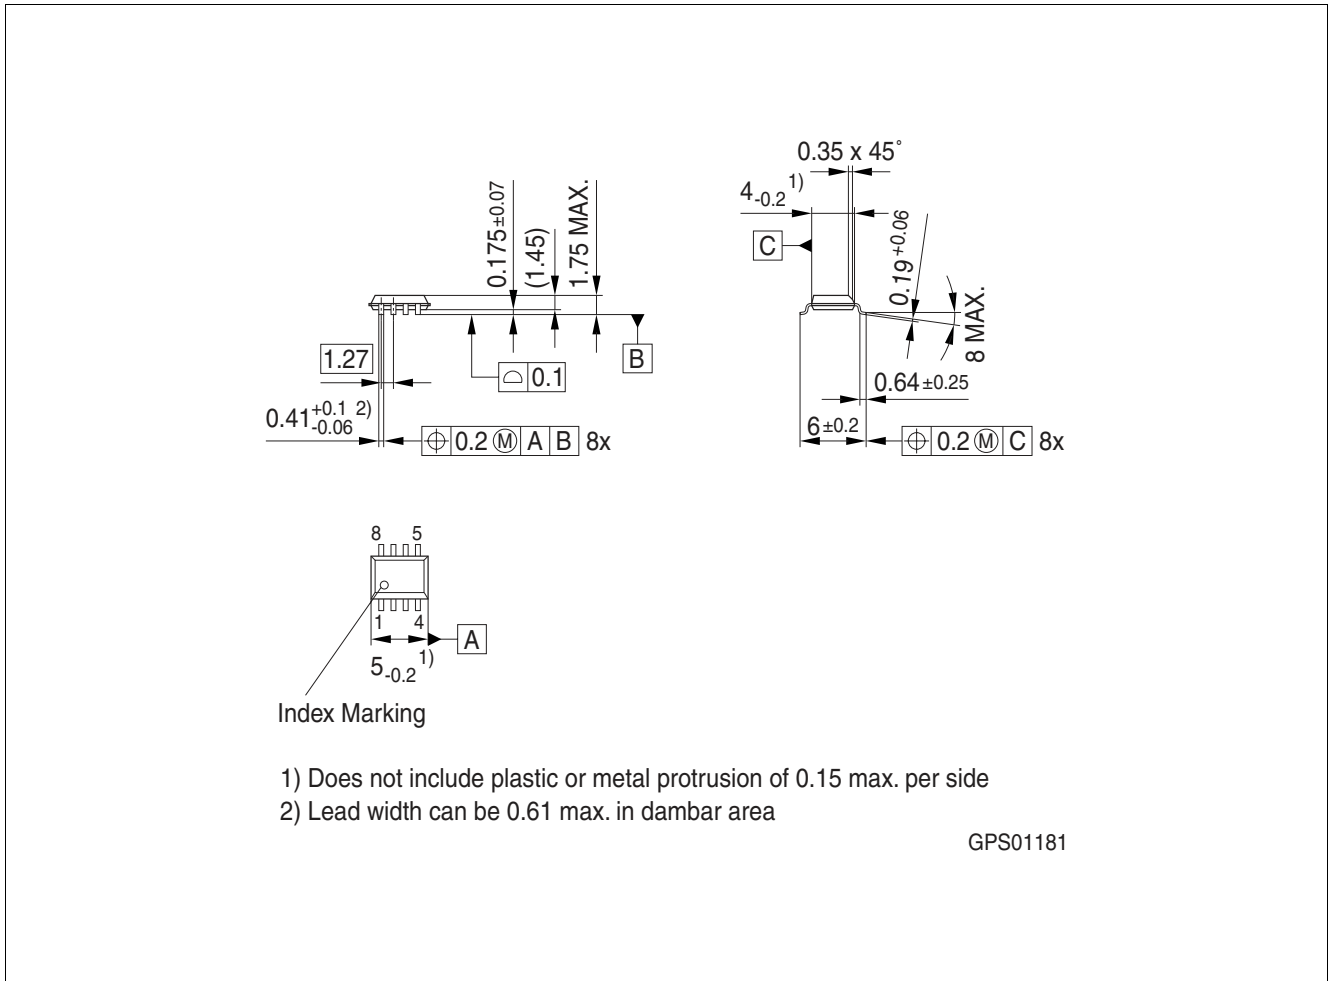 0.35 x 45°
4-0.2 1)
C
0.19 +0.06
8 MAX.
0.64 ±0.25
6 ±0.2
⌖ 0.2 Ⓜ C 8x
0.175 ±0.07
(1.45)
1.75 MAX.
B
1.27
⌓ 0.1
0.41 +0.1 -0.06 2)
⌖ 0.2 Ⓜ A B 8x
8 5
1 4
A
5-0.2 1)
Index Marking
1) Does not include plastic or metal protrusion of 0.15 max. per side
2) Lead width can be 0.61 max. in dambar area
GPS01181